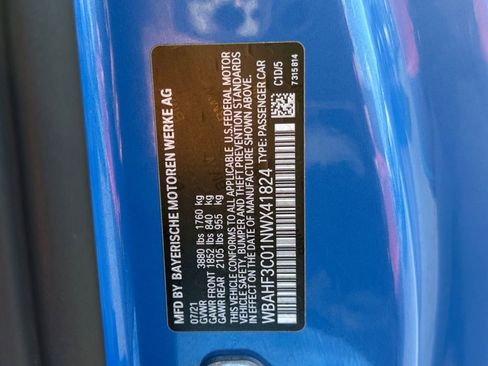 MFD BY BAYERISCHE MOTOREN WERKE AG
07/21
GVWR 3880 lbs 1760 kg
GAWR FRONT 1852 lbs 840 kg
GAWR REAR 2105 lbs 955 kg
THIS VEHICLE CONFORMS TO ALL APPLICABLE U.S.FEDERAL MOTOR
VEHICLE SAFETY, BUMPER AND THEFT PREVENTION STANDARDS
IN EFFECT ON THE DATE OF MANUFACTURE SHOWN ABOVE.
WBAHF3C01NWX41824 TYPE: PASSENGER CAR
C1D/5
7315814